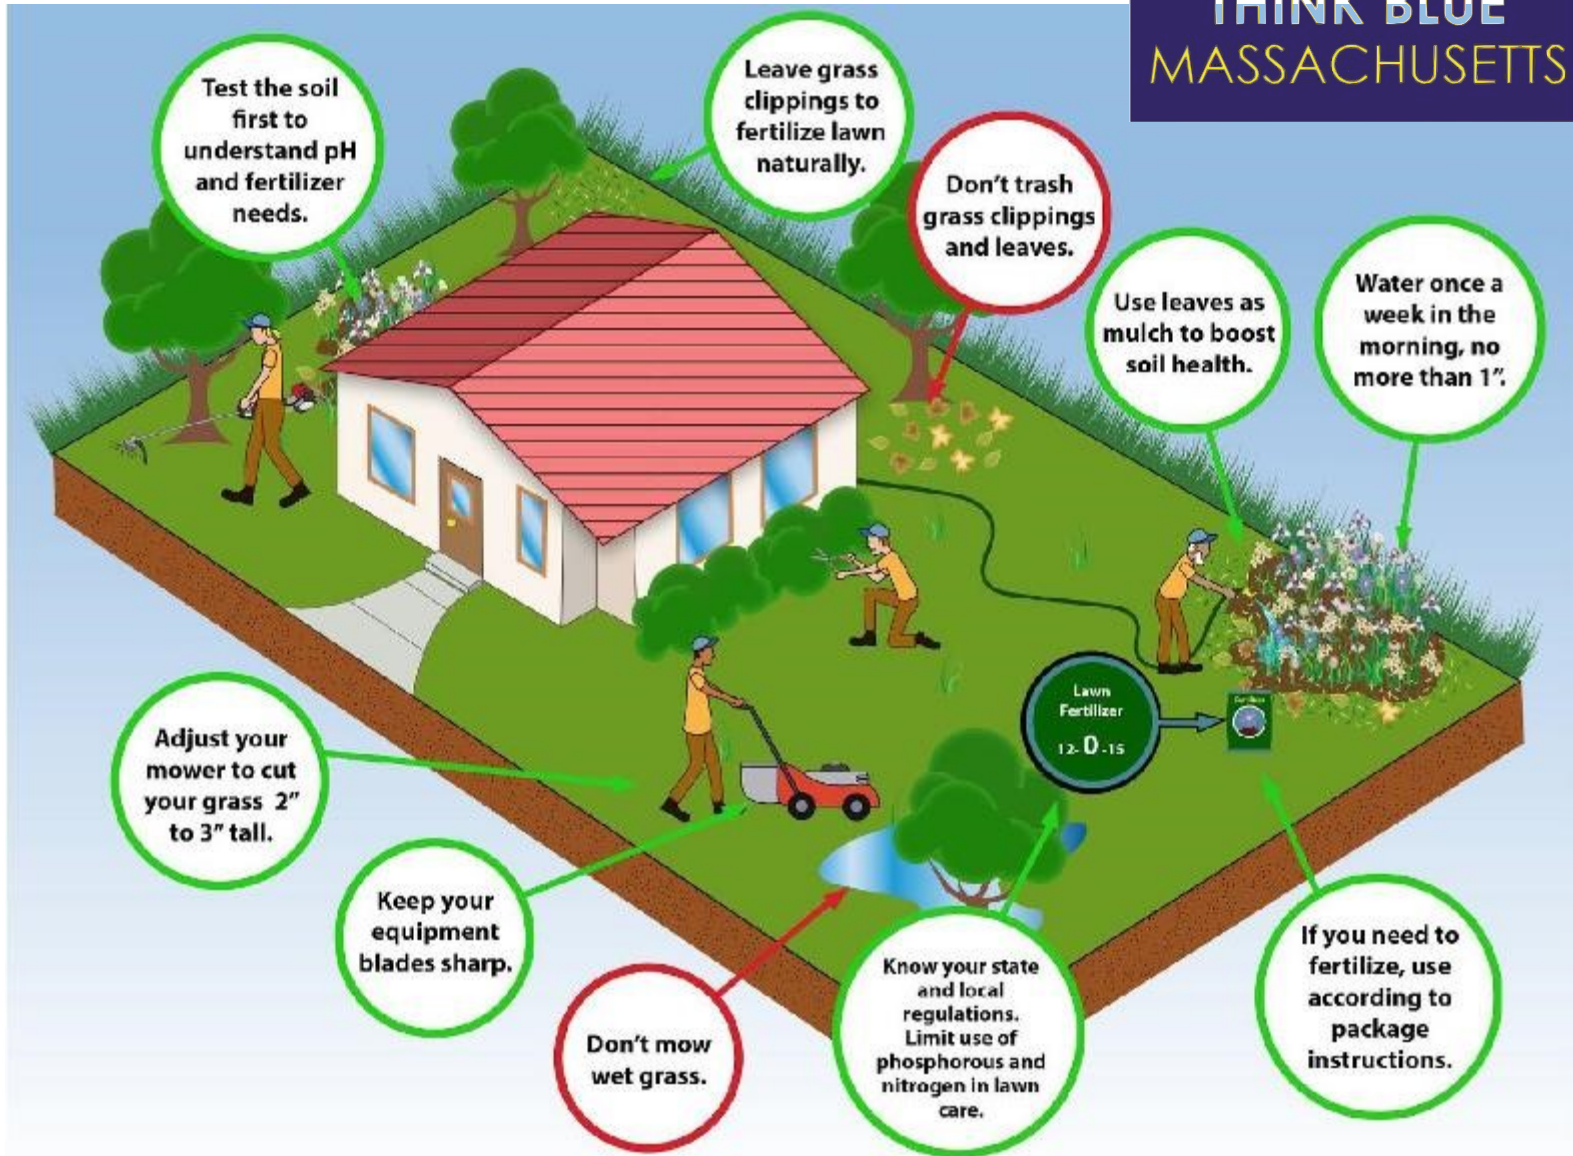 THINK BLUE
MASSACHUSETTS
Test the soil
first to
understand pH
and fertilizer
needs.
Leave grass
clippings to
fertilize lawn
naturally.
Don't trash
grass clippings
and leaves.
Use leaves as
mulch to boost
soil health.
Water once a
week in the
morning, no
more than 1".
Lawn
Fertilizer
12-0-15
Fertilizer
Adjust your
mower to cut
your grass 2"
to 3" tall.
Keep your
equipment
blades sharp.
Don't mow
wet grass.
Know your state
and local
regulations.
Limit use of
phosphorous and
nitrogen in lawn
care.
If you need to
fertilize, use
according to
package
instructions.